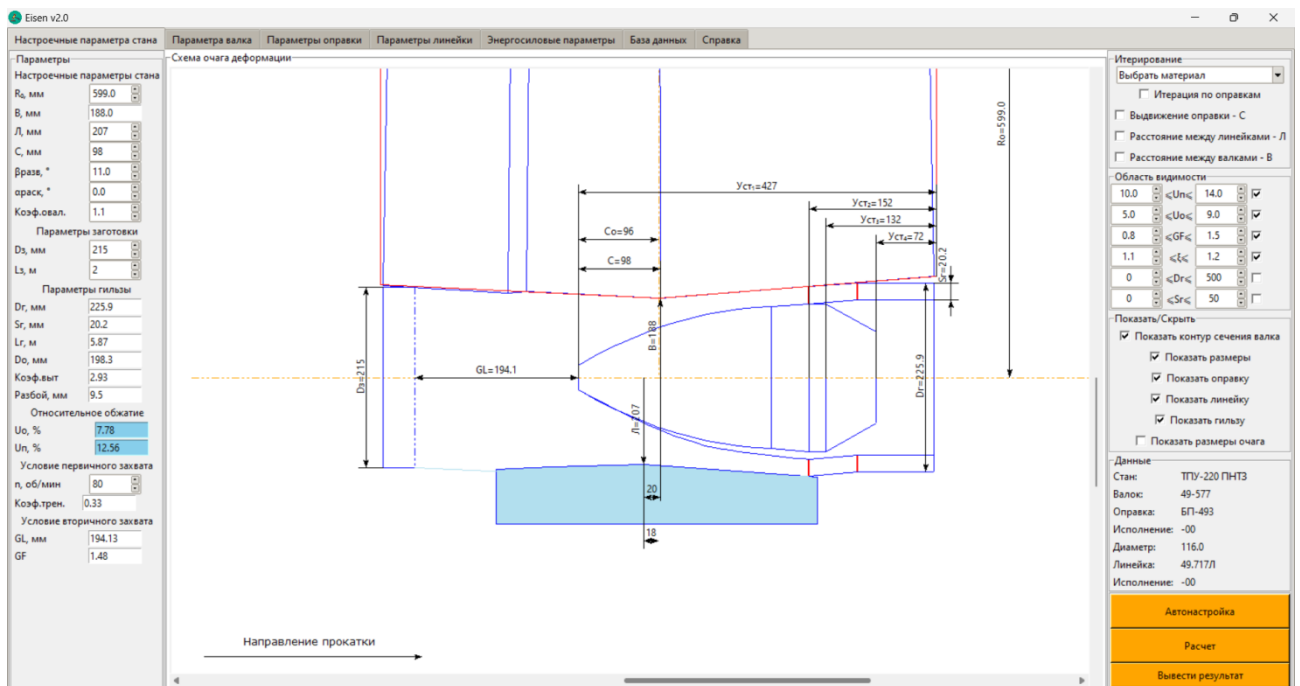 Eisen v2.0
Настроечные параметра стана Параметра валка Параметры оправки Параметры линейки Энергосиловые параметры База данных Справка
Параметры
Настроечные параметры стана
R₀, мм 599.0
B, мм 188.0
Л, мм 207
С, мм 98
βразв, ° 11.0
αраск, ° 0.0
Коэф.овал. 1.1
Параметры заготовки
Dз, мм 215
Lз, м 2
Параметры гильзы
Dг, мм 225.9
Sг, мм 20.2
Lг, м 5.87
Do, мм 198.3
Коэф.выт 2.93
Разбой, мм 9.5
Относительное обжатие
Uo, % 7.78
Un, % 12.56
Условие первичного захвата
n, об/мин 80
Коэф.трен. 0.33
Условие вторичного захвата
GL, мм 194.13
GF 1.48
Схема очага деформации
Ro=599.0
Уст₁=427
Уст₂=152
Уст₃=132
Уст₄=72
Co=96
C=98
Sг=20.2
B=188
GL=194.1
Dз=215
Dг=225.9
Л=207
20
18
Направление прокатки
Итерирование
Выбрать материал
Итерация по оправкам
Выдвижение оправки - С
Расстояние между линейками - Л
Расстояние между валками - В
Область видимости
10.0 ⩽Un⩽ 14.0
5.0 ⩽Uo⩽ 9.0
0.8 ⩽GF⩽ 1.5
1.1 ⩽ξ⩽ 1.2
0 ⩽Dг⩽ 500
0 ⩽Sг⩽ 50
Показать/Скрыть
Показать контур сечения валка
Показать размеры
Показать оправку
Показать линейку
Показать гильзу
Показать размеры очага
Данные
Стан: ТПУ-220 ПНТЗ
Валок: 49-577
Оправка: БП-493
Исполнение: -00
Диаметр: 116.0
Линейка: 49.717Л
Исполнение: -00
Автонастройка
Расчет
Вывести результат